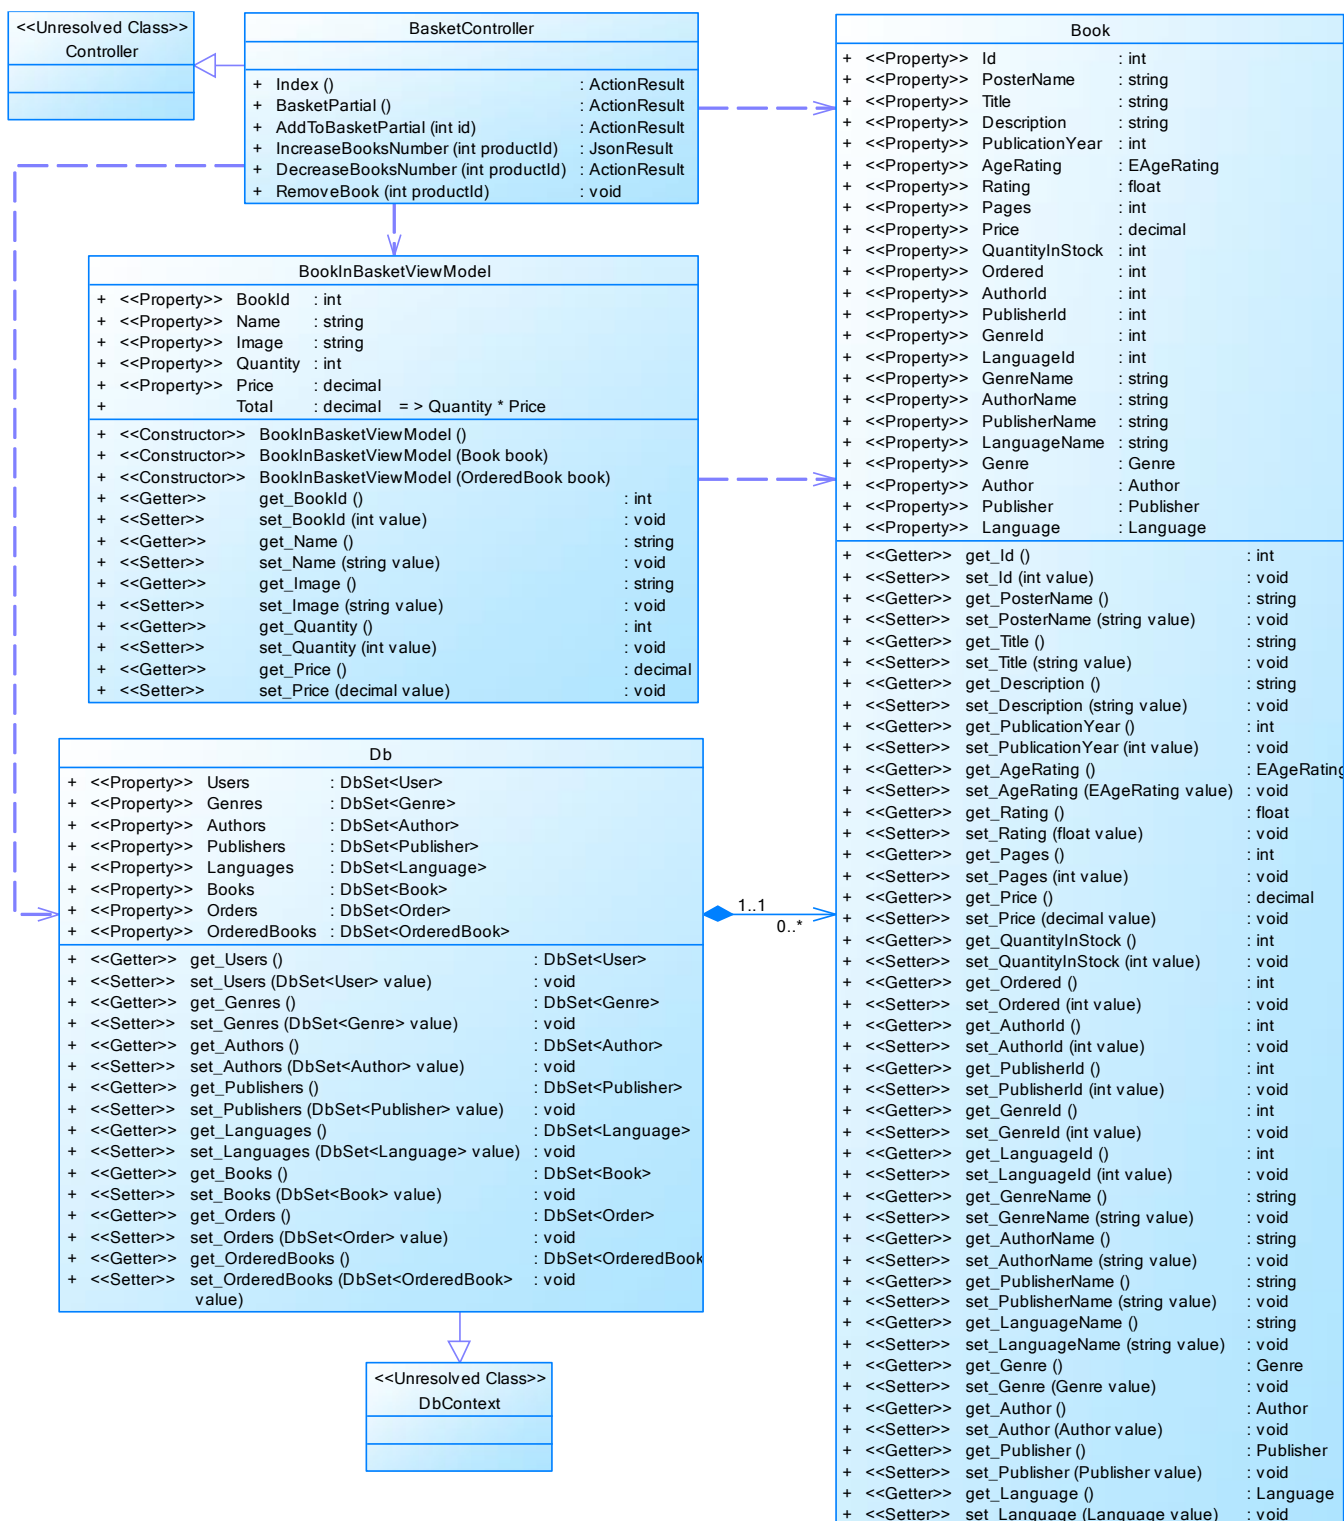 <<Unresolved Class>>
Controller
BasketController
+ Index () : ActionResult
+ BasketPartial () : ActionResult
+ AddToBasketPartial (int id) : ActionResult
+ IncreaseBooksNumber (int productId) : JsonResult
+ DecreaseBooksNumber (int productId) : ActionResult
+ RemoveBook (int productId) : void
BookInBasketViewModel
+ <<Property>> BookId : int
+ <<Property>> Name : string
+ <<Property>> Image : string
+ <<Property>> Quantity : int
+ <<Property>> Price : decimal
+ Total : decimal = > Quantity * Price
+ <<Constructor>> BookInBasketViewModel ()
+ <<Constructor>> BookInBasketViewModel (Book book)
+ <<Constructor>> BookInBasketViewModel (OrderedBook book)
+ <<Getter>> get_BookId () : int
+ <<Setter>> set_BookId (int value) : void
+ <<Getter>> get_Name () : string
+ <<Setter>> set_Name (string value) : void
+ <<Getter>> get_Image () : string
+ <<Setter>> set_Image (string value) : void
+ <<Getter>> get_Quantity () : int
+ <<Setter>> set_Quantity (int value) : void
+ <<Getter>> get_Price () : decimal
+ <<Setter>> set_Price (decimal value) : void
Db
+ <<Property>> Users : DbSet<User>
+ <<Property>> Genres : DbSet<Genre>
+ <<Property>> Authors : DbSet<Author>
+ <<Property>> Publishers : DbSet<Publisher>
+ <<Property>> Languages : DbSet<Language>
+ <<Property>> Books : DbSet<Book>
+ <<Property>> Orders : DbSet<Order>
+ <<Property>> OrderedBooks : DbSet<OrderedBook>
+ <<Getter>> get_Users () : DbSet<User>
+ <<Setter>> set_Users (DbSet<User> value) : void
+ <<Getter>> get_Genres () : DbSet<Genre>
+ <<Setter>> set_Genres (DbSet<Genre> value) : void
+ <<Getter>> get_Authors () : DbSet<Author>
+ <<Setter>> set_Authors (DbSet<Author> value) : void
+ <<Getter>> get_Publishers () : DbSet<Publisher>
+ <<Setter>> set_Publishers (DbSet<Publisher> value) : void
+ <<Getter>> get_Languages () : DbSet<Language>
+ <<Setter>> set_Languages (DbSet<Language> value) : void
+ <<Getter>> get_Books () : DbSet<Book>
+ <<Setter>> set_Books (DbSet<Book> value) : void
+ <<Getter>> get_Orders () : DbSet<Order>
+ <<Setter>> set_Orders (DbSet<Order> value) : void
+ <<Getter>> get_OrderedBooks () : DbSet<OrderedBook
+ <<Setter>> set_OrderedBooks (DbSet<OrderedBook> : void
value)
<<Unresolved Class>>
DbContext
1..1
0..*
Book
+ <<Property>> Id : int
+ <<Property>> PosterName : string
+ <<Property>> Title : string
+ <<Property>> Description : string
+ <<Property>> PublicationYear : int
+ <<Property>> AgeRating : EAgeRating
+ <<Property>> Rating : float
+ <<Property>> Pages : int
+ <<Property>> Price : decimal
+ <<Property>> QuantityInStock : int
+ <<Property>> Ordered : int
+ <<Property>> AuthorId : int
+ <<Property>> PublisherId : int
+ <<Property>> GenreId : int
+ <<Property>> LanguageId : int
+ <<Property>> GenreName : string
+ <<Property>> AuthorName : string
+ <<Property>> PublisherName : string
+ <<Property>> LanguageName : string
+ <<Property>> Genre : Genre
+ <<Property>> Author : Author
+ <<Property>> Publisher : Publisher
+ <<Property>> Language : Language
+ <<Getter>> get_Id () : int
+ <<Setter>> set_Id (int value) : void
+ <<Getter>> get_PosterName () : string
+ <<Setter>> set_PosterName (string value) : void
+ <<Getter>> get_Title () : string
+ <<Setter>> set_Title (string value) : void
+ <<Getter>> get_Description () : string
+ <<Setter>> set_Description (string value) : void
+ <<Getter>> get_PublicationYear () : int
+ <<Setter>> set_PublicationYear (int value) : void
+ <<Getter>> get_AgeRating () : EAgeRating
+ <<Setter>> set_AgeRating (EAgeRating value) : void
+ <<Getter>> get_Rating () : float
+ <<Setter>> set_Rating (float value) : void
+ <<Getter>> get_Pages () : int
+ <<Setter>> set_Pages (int value) : void
+ <<Getter>> get_Price () : decimal
+ <<Setter>> set_Price (decimal value) : void
+ <<Getter>> get_QuantityInStock () : int
+ <<Setter>> set_QuantityInStock (int value) : void
+ <<Getter>> get_Ordered () : int
+ <<Setter>> set_Ordered (int value) : void
+ <<Getter>> get_AuthorId () : int
+ <<Setter>> set_AuthorId (int value) : void
+ <<Getter>> get_PublisherId () : int
+ <<Setter>> set_PublisherId (int value) : void
+ <<Getter>> get_GenreId () : int
+ <<Setter>> set_GenreId (int value) : void
+ <<Getter>> get_LanguageId () : int
+ <<Setter>> set_LanguageId (int value) : void
+ <<Getter>> get_GenreName () : string
+ <<Setter>> set_GenreName (string value) : void
+ <<Getter>> get_AuthorName () : string
+ <<Setter>> set_AuthorName (string value) : void
+ <<Getter>> get_PublisherName () : string
+ <<Setter>> set_PublisherName (string value) : void
+ <<Getter>> get_LanguageName () : string
+ <<Setter>> set_LanguageName (string value) : void
+ <<Getter>> get_Genre () : Genre
+ <<Setter>> set_Genre (Genre value) : void
+ <<Getter>> get_Author () : Author
+ <<Setter>> set_Author (Author value) : void
+ <<Getter>> get_Publisher () : Publisher
+ <<Setter>> set_Publisher (Publisher value) : void
+ <<Getter>> get_Language () : Language
+ <<Setter>> set_Language (Language value) : void